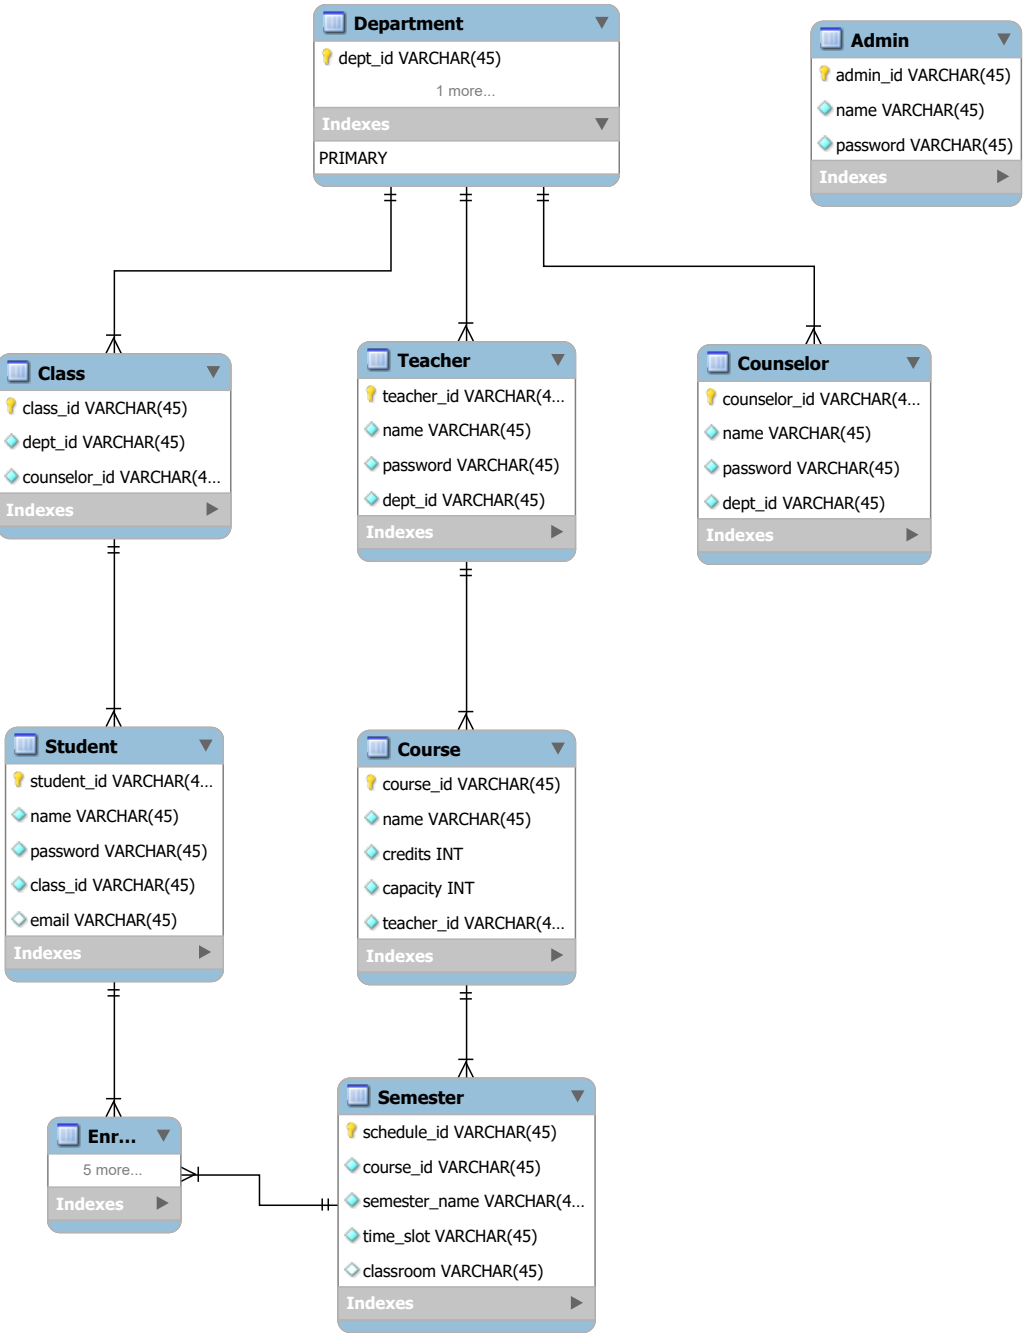 Department
dept_id VARCHAR(45)
1 more...
Indexes
PRIMARY
Admin
admin_id VARCHAR(45)
name VARCHAR(45)
password VARCHAR(45)
Indexes
Class
class_id VARCHAR(45)
dept_id VARCHAR(45)
counselor_id VARCHAR(4...
Indexes
Teacher
teacher_id VARCHAR(4...
name VARCHAR(45)
password VARCHAR(45)
dept_id VARCHAR(45)
Indexes
Counselor
counselor_id VARCHAR(4...
name VARCHAR(45)
password VARCHAR(45)
dept_id VARCHAR(45)
Indexes
Student
student_id VARCHAR(4...
name VARCHAR(45)
password VARCHAR(45)
class_id VARCHAR(45)
email VARCHAR(45)
Indexes
Course
course_id VARCHAR(45)
name VARCHAR(45)
credits INT
capacity INT
teacher_id VARCHAR(4...
Indexes
Enr...
5 more...
Indexes
Semester
schedule_id VARCHAR(45)
course_id VARCHAR(45)
semester_name VARCHAR(4...
time_slot VARCHAR(45)
classroom VARCHAR(45)
Indexes